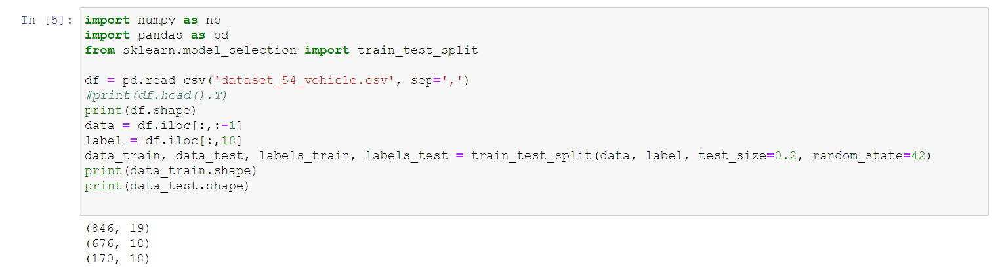 In [5]:
import numpy as np
import pandas as pd
from sklearn.model_selection import train_test_split
df = pd.read_csv('dataset_54_vehicle.csv', sep=',')
#print(df.head().T)
print(df.shape)
data = df.iloc[:,:-1]
label = df.iloc[:,18]
data_train, data_test, labels_train, labels_test = train_test_split(data, label, test_size=0.2, random_state=42)
print(data_train.shape)
print(data_test.shape)
(846, 19)
(676, 18)
(170, 18)